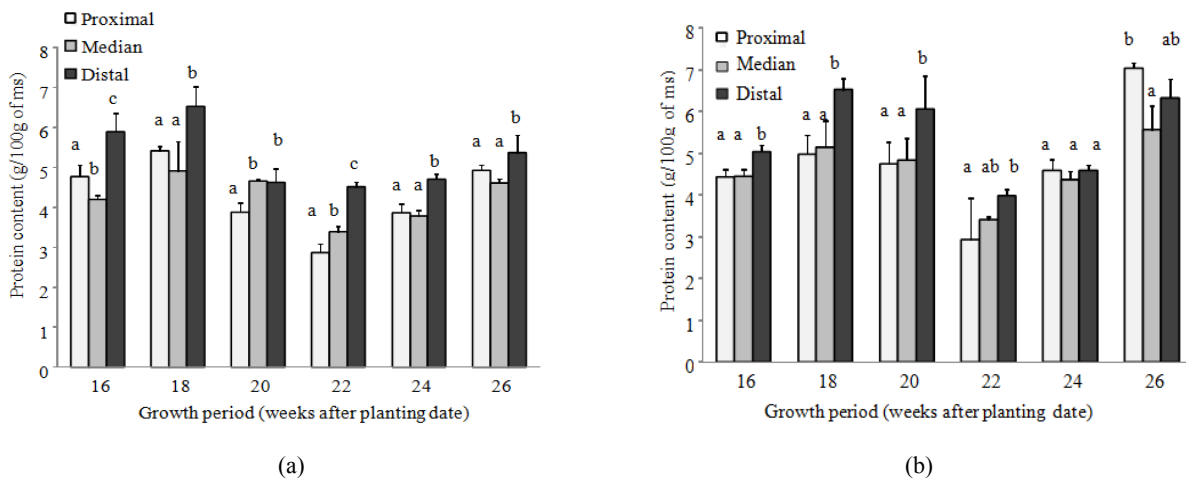 Proximal
Median
Distal
Protein content (g/100g of ms)
8
7
6
5
4
3
2
1
0
a b c
a a b
a b b
a b c
a a b
a a b
16 18 20 22 24 26
Growth period (weeks after planting date)
(a)
Proximal
Median
Distal
Protein content (g/100g of ms)
8
7
6
5
4
3
2
1
0
a a b
a a b
a a b
a ab b
a a a
b a ab
16 18 20 22 24 26
Growth period (weeks after planting date)
(b)